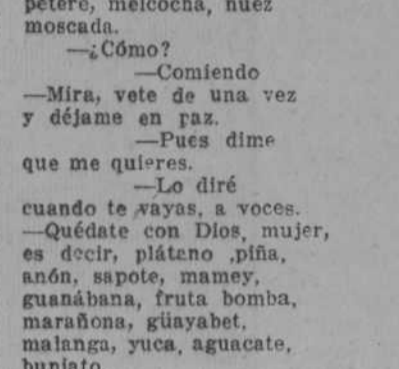 petere, melcocha, nuez
moscada.
—¿Cómo?
—Comiendo
—Mira, vete de una vez
y déjame en paz.
—Pues dime
que me quieres.
—Lo diré
cuando te vayas, a voces.
—Quédate con Dios, mujer,
es decir, plátano ,piña,
anón, sapote, mamey,
guanábana, fruta bomba,
marañona, güayabet,
malanga, yuca, aguacate,
buniato